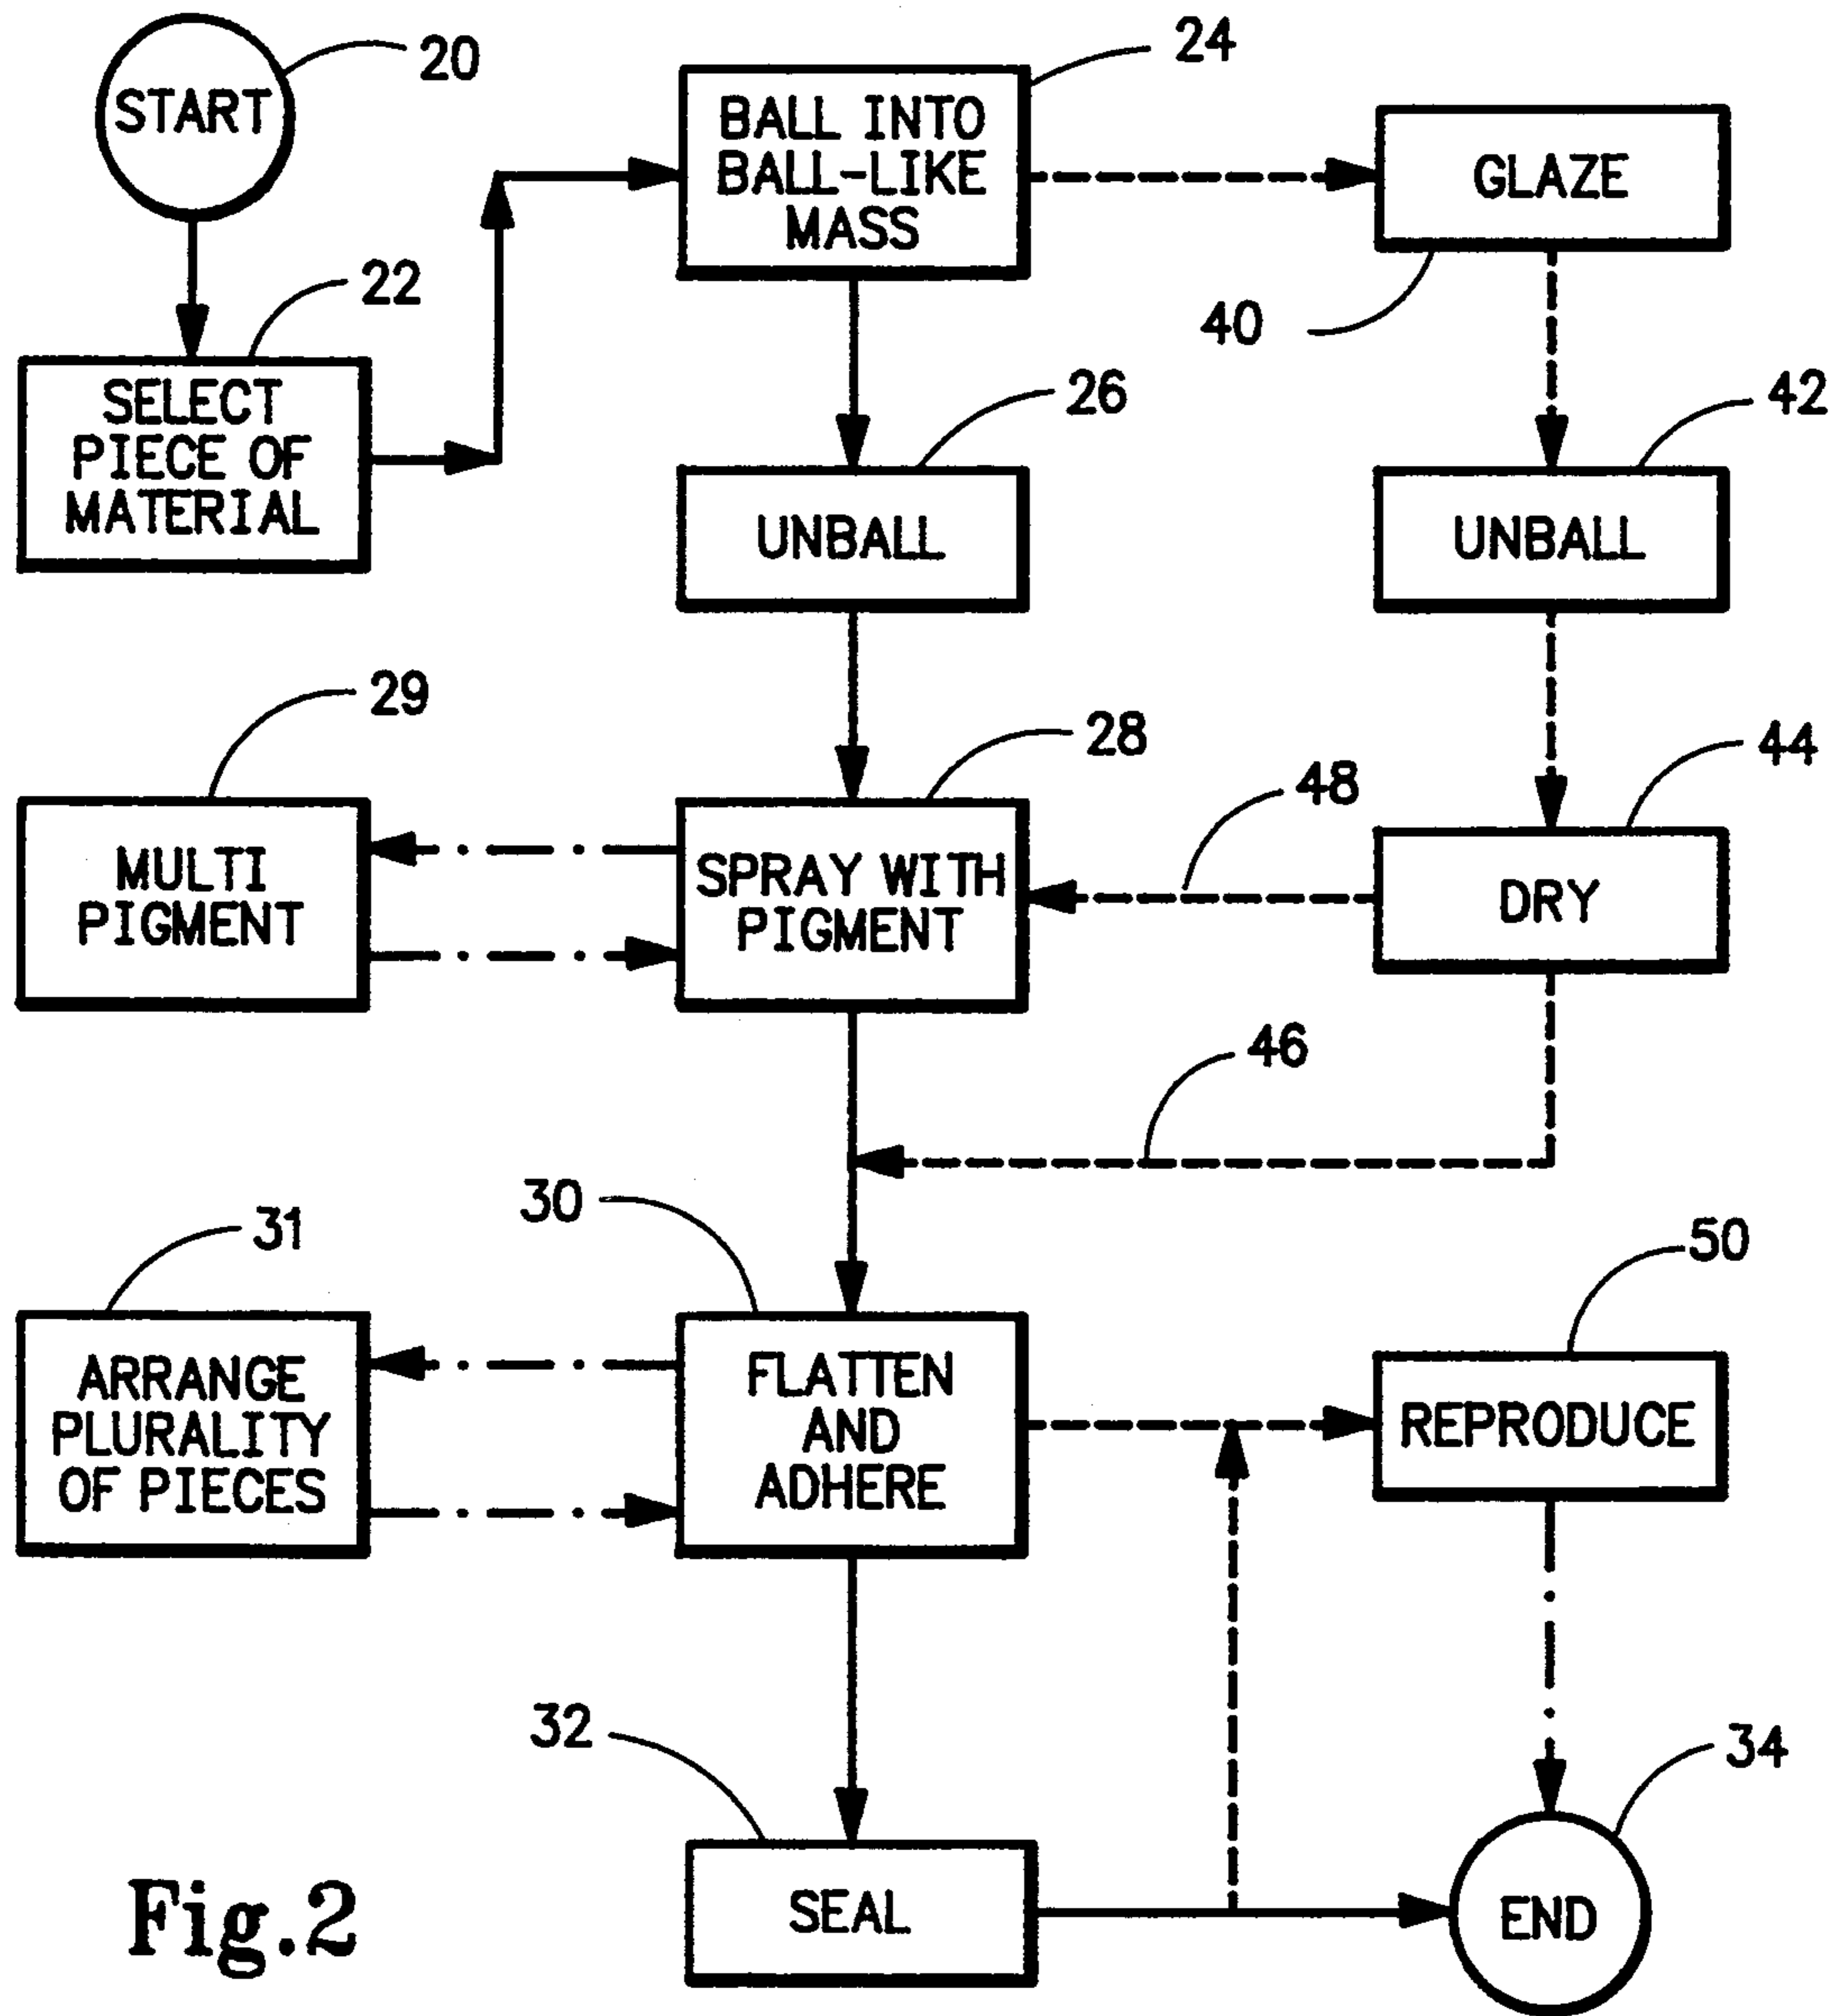 START
20
24
BALL INTO
BALL-LIKE
MASS
GLAZE
40
22
SELECT
PIECE OF
MATERIAL
26
UNBALL
42
UNBALL
29
MULTI
PIGMENT
28
SPRAY WITH
PIGMENT
48
44
DRY
46
31
ARRANGE
PLURALITY
OF PIECES
30
FLATTEN
AND
ADHERE
50
REPRODUCE
32
SEAL
34
END
Fig.2